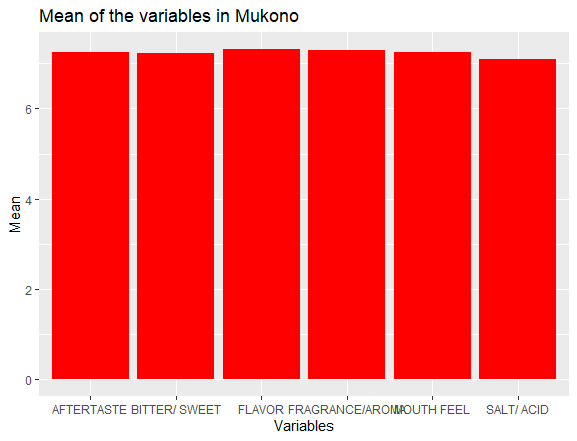 Mean of the variables in Mukono
Mean
6
4
2
0
AFTERTASTE BITTER/ SWEET FLAVOR FRAGRANCE/AROMA MOUTH FEEL SALT/ ACID
Variables